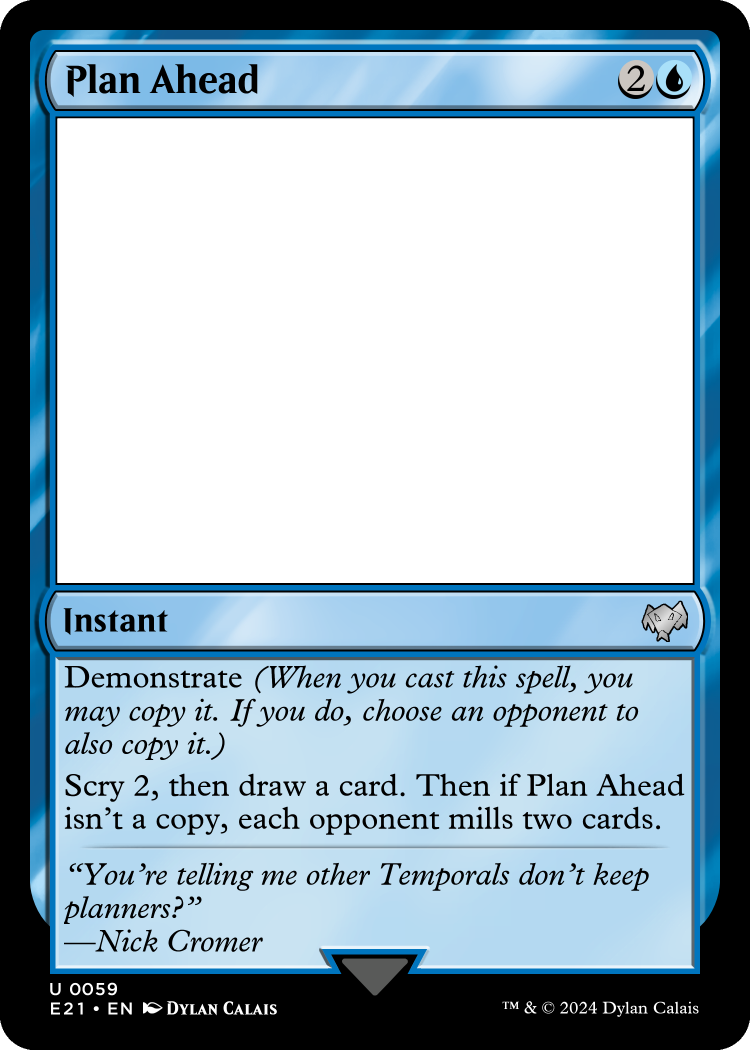 Plan Ahead 2
Instant
Demonstrate (When you cast this spell, you
may copy it. If you do, choose an opponent to
also copy it.)
Scry 2, then draw a card. Then if Plan Ahead
isn’t a copy, each opponent mills two cards.
“You’re telling me other Temporals don’t keep
planners?”
—Nick Cromer
U 0059
E21 • EN Dylan Calais
™ & © 2024 Dylan Calais